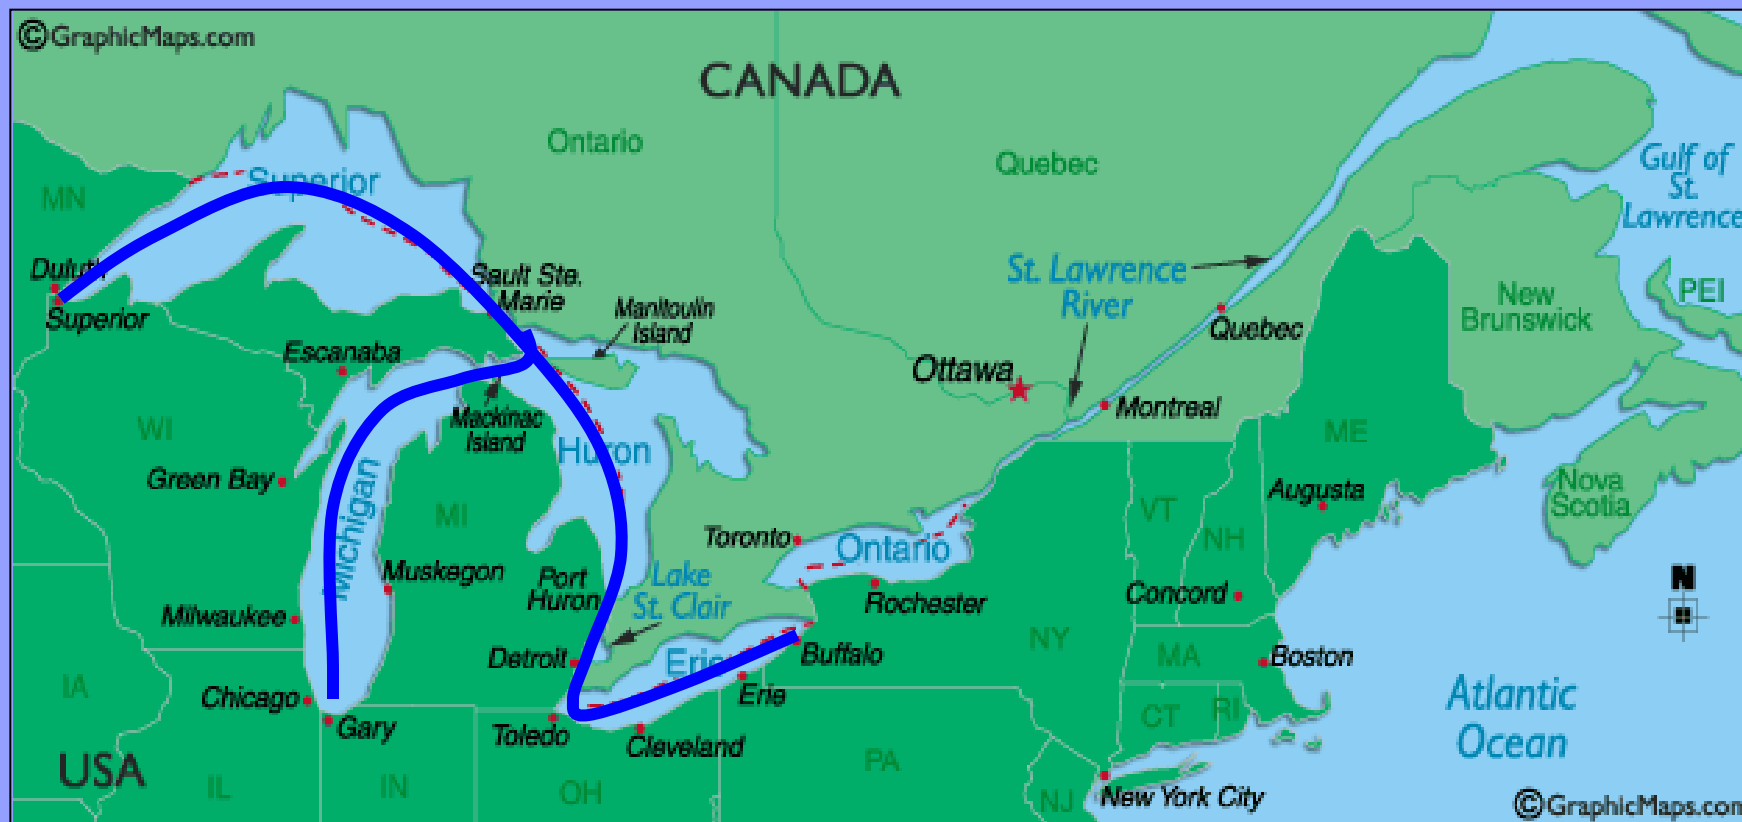 ©GraphicMaps.com
CANADA
Ontario
Quebec
Gulf of
St.
Lawrence
MN
Superior
Duluth
Superior
Sault Ste.
Marie
Manitoulin
Island
St. Lawrence
River
PEI
New
Brunswick
Quebec
Escanaba
Ottawa
Montreal
Mackinac
Island
WI
ME
Huron
Green Bay
Michigan
MI
Augusta
Nova
Scotia
VT
NH
Toronto
Ontario
Muskegon
Port
Huron
Lake
St. Clair
Rochester
Concord
N
Milwaukee
NY
Detroit
Erie
Buffalo
MA
Boston
IA
Chicago
Gary
Erie
CT
RI
Atlantic
Ocean
Toledo
Cleveland
USA
IL
IN
OH
PA
NJ
New York City
©GraphicMaps.com